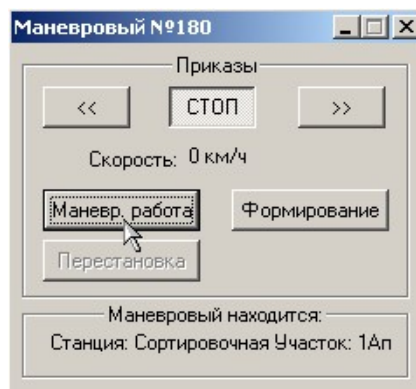 Маневровый №180
Приказы
<< СТОП >>
Скорость: 0 км/ч
Маневр. работа Формирование
Перестановка
Маневровый находится:
Станция: Сортировочная Участок: 1Ап